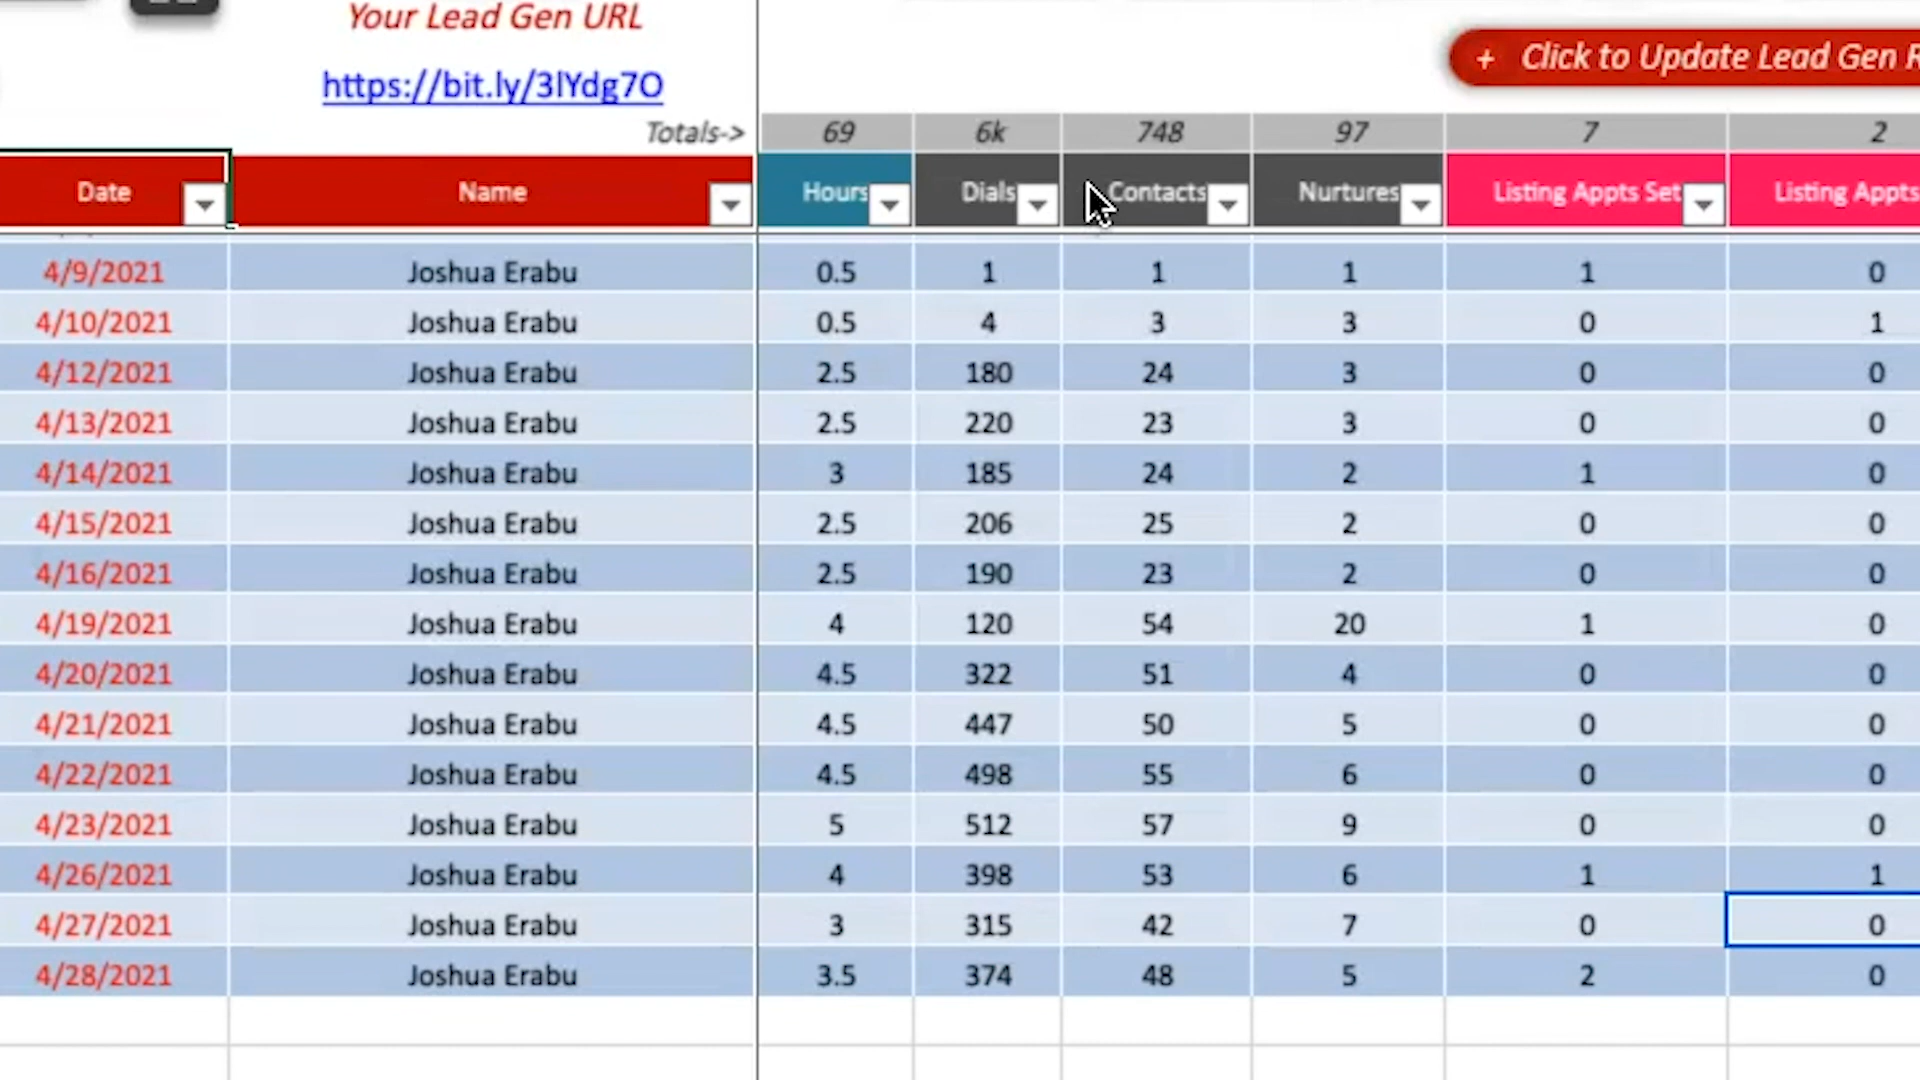 Your Lead Gen URL
https://bit.ly/3lYdg7O
+ Click to Update Lead Gen
Totals-> 69 6k 748 97 7 2
Date Name Hours Dials Contacts Nurtures Listing Appts Set Listing Appts
4/9/2021 Joshua Erabu 0.5 1 1 1 1 0
4/10/2021 Joshua Erabu 0.5 4 3 3 0 1
4/12/2021 Joshua Erabu 2.5 180 24 3 0 0
4/13/2021 Joshua Erabu 2.5 220 23 3 0 0
4/14/2021 Joshua Erabu 3 185 24 2 1 0
4/15/2021 Joshua Erabu 2.5 206 25 2 0 0
4/16/2021 Joshua Erabu 2.5 190 23 2 0 0
4/19/2021 Joshua Erabu 4 120 54 20 1 0
4/20/2021 Joshua Erabu 4.5 322 51 4 0 0
4/21/2021 Joshua Erabu 4.5 447 50 5 0 0
4/22/2021 Joshua Erabu 4.5 498 55 6 0 0
4/23/2021 Joshua Erabu 5 512 57 9 0 0
4/26/2021 Joshua Erabu 4 398 53 6 1 1
4/27/2021 Joshua Erabu 3 315 42 7 0 0
4/28/2021 Joshua Erabu 3.5 374 48 5 2 0